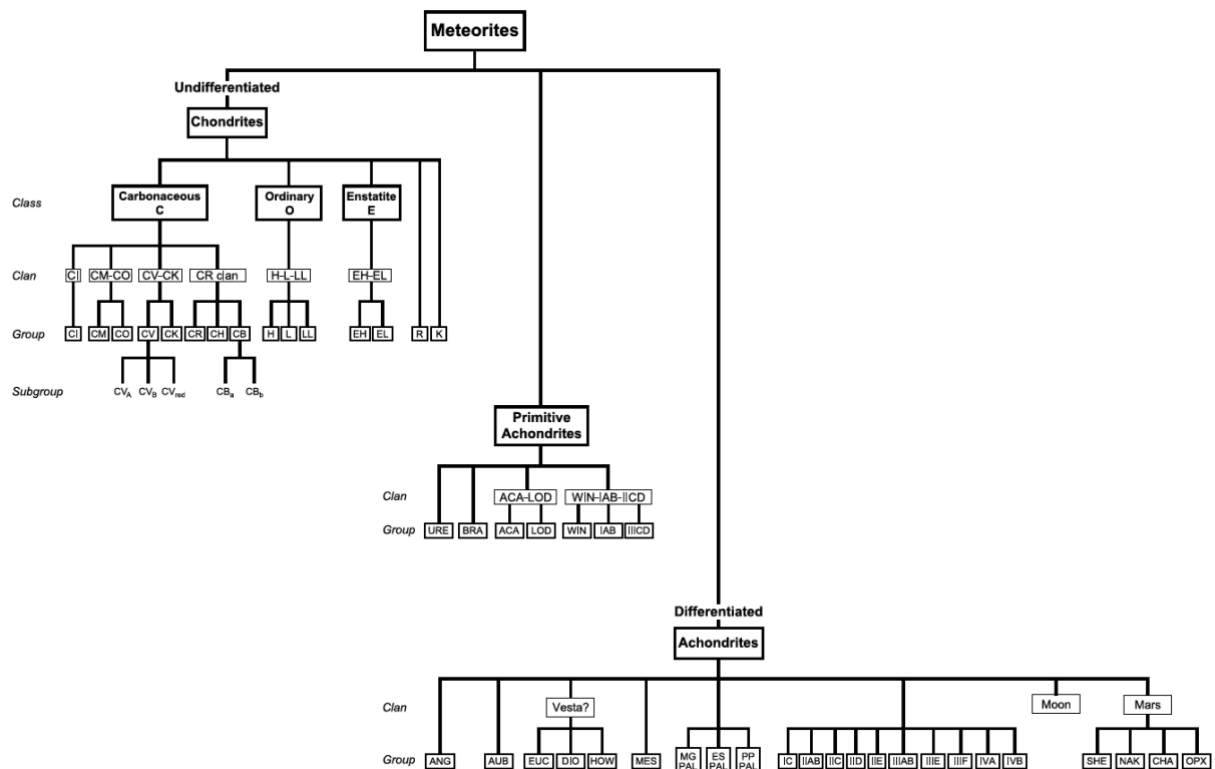 Meteorites
Undifferentiated
Chondrites
Class
Carbonaceous
C
Ordinary
O
Enstatite
E
Clan
CI
CM-CO
CV-CK
CR clan
H-L-LL
EH-EL
Group
CI
CM
CO
CV
CK
CR
CH
CB
H
L
LL
EH
EL
R
K
Subgroup
CVA
CVB
CVred
CBa
CBb
Primitive
Achondrites
Clan
ACA-LOD
WIN-IAB-IICD
Group
URE
BRA
ACA
LOD
WIN
IAB
IIICD
Differentiated
Achondrites
Clan
Vesta?
Moon
Mars
Group
ANG
AUB
EUC
DIO
HOW
MES
MG
PAL
ES
PAL
PP
PAL
IC
IIAB
IIC
IID
IIE
IIIAB
IIIE
IIIF
IVA
IVB
SHE
NAK
CHA
OPX